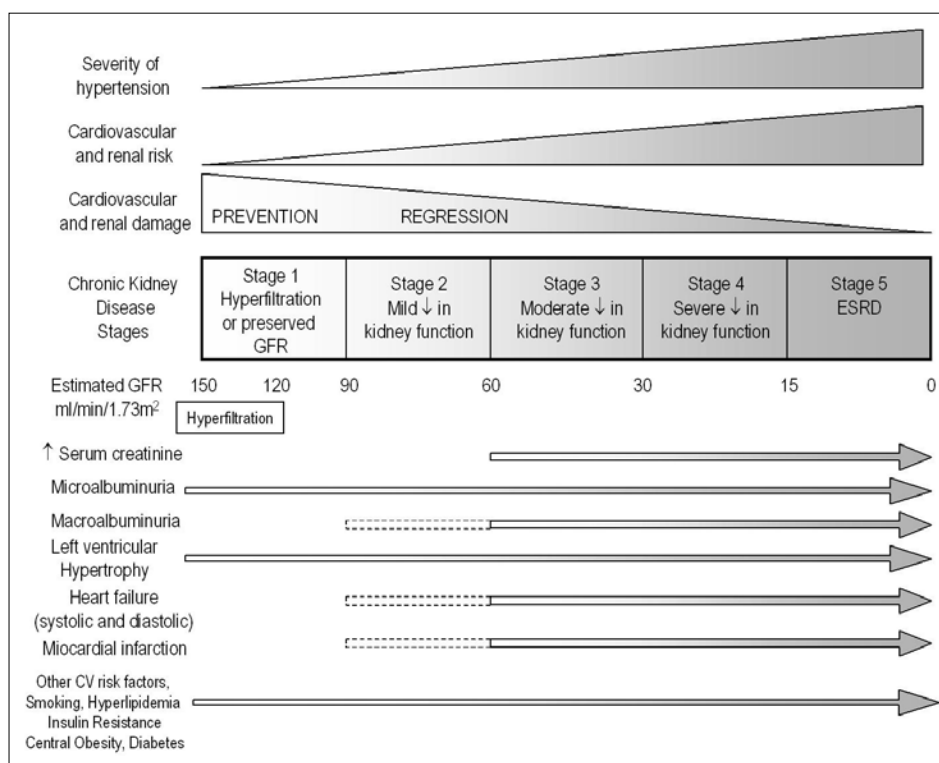 Severity of
hypertension
Cardiovascular
and renal risk
Cardiovascular
and renal damage
PREVENTION REGRESSION
Chronic Kidney
Disease
Stages
Stage 1
Hyperfiltration
or preserved
GFR
Stage 2
Mild ↓ in
kidney function
Stage 3
Moderate ↓ in
kidney function
Stage 4
Severe ↓ in
kidney function
Stage 5
ESRD
Estimated GFR
ml/min/1.73m²
150 120 90 60 30 15 0
Hyperfiltration
↑ Serum creatinine
Microalbuminuria
Macroalbuminuria
Left ventricular
Hypertrophy
Heart failure
(systolic and diastolic)
Miocardial infarction
Other CV risk factors,
Smoking, Hyperlipidemia
Insulin Resistance
Central Obesity, Diabetes